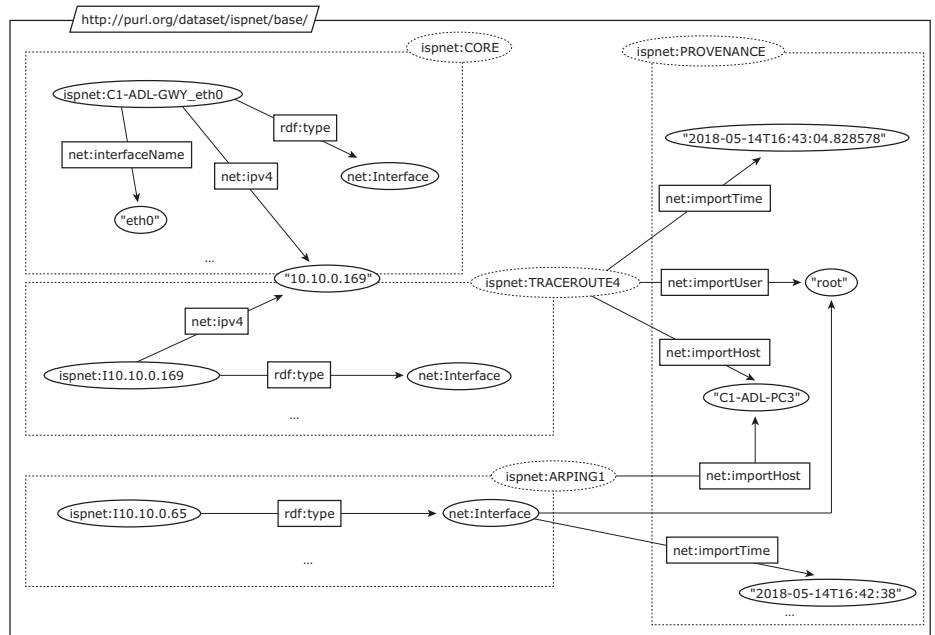 http://purl.org/dataset/ispnet/base/
ispnet:CORE
ispnet:PROVENANCE
ispnet:C1-ADL-GWY_eth0
rdf:type
"2018-05-14T16:43:04.828578"
net:interfaceName
net:ipv4
net:Interface
net:importTime
"eth0"
...
"10.10.0.169"
ispnet:TRACEROUTE4
net:importUser
"root"
net:ipv4
net:importHost
ispnet:I10.10.0.169
rdf:type
net:Interface
"C1-ADL-PC3"
...
ispnet:ARPING1
net:importHost
ispnet:I10.10.0.65
rdf:type
net:Interface
net:importTime
...
"2018-05-14T16:42:38"
...